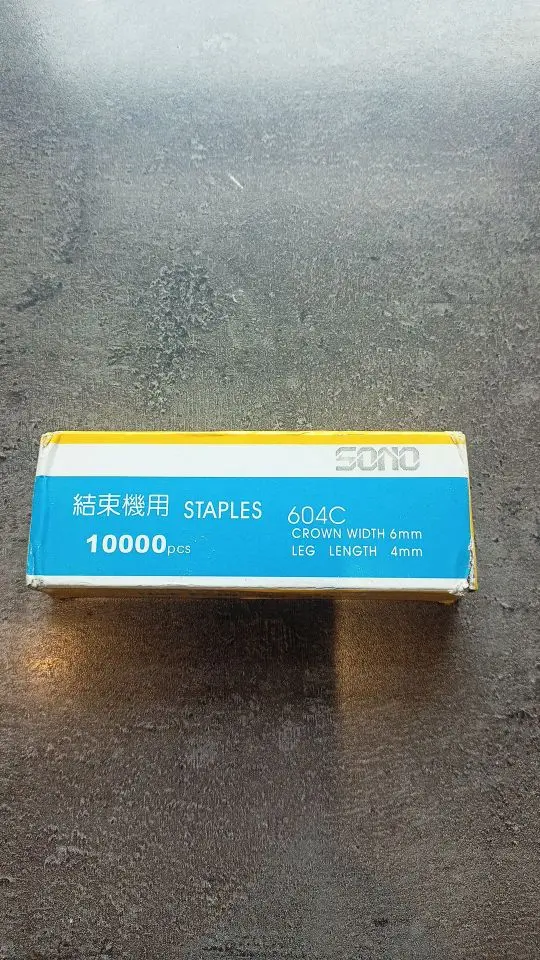 SONO
結束機用 STAPLES 604C
CROWN WIDTH 6mm
10000pcs LEG LENGTH 4mm